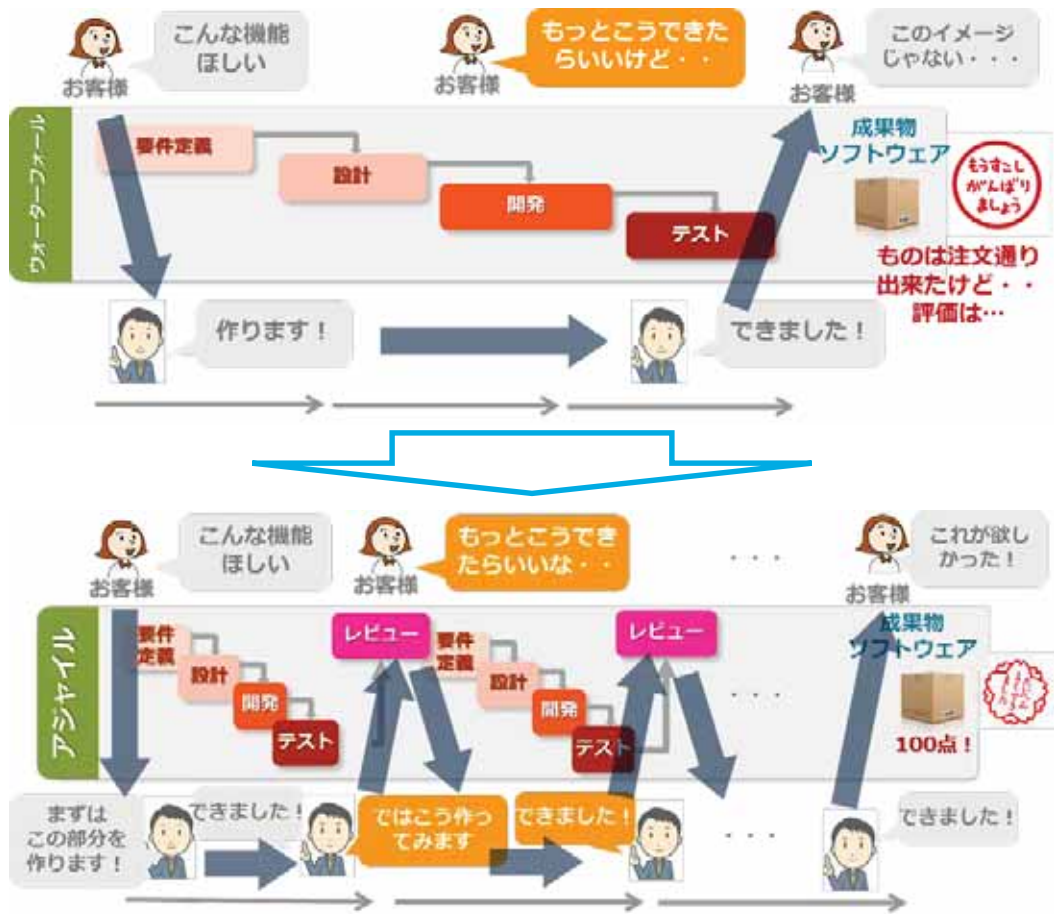 こんな機能
ほしい
お客様
もっとこうできた
らいいけど・・
お客様
このイメージ
じゃない・・・
お客様
ウォーターフォール
要件定義
設計
開発
テスト
成果物
ソフトウェア
もうすこし
がんばり
ましょう
ものは注文通り
出来たけど・・
評価は…
作ります！
できました！
こんな機能
ほしい
お客様
もっとこうでき
たらいいな・・
お客様
・・・
これが欲し
かった！
お客様
アジャイル
要件
定義
設計
開発
テスト
レビュー
要件
定義
設計
開発
テスト
レビュー
・・・
成果物
ソフトウェア
100点！
まずは
この部分を
作ります！
できました！
ではこう作っ
てみます
できました！
・・・
できました！